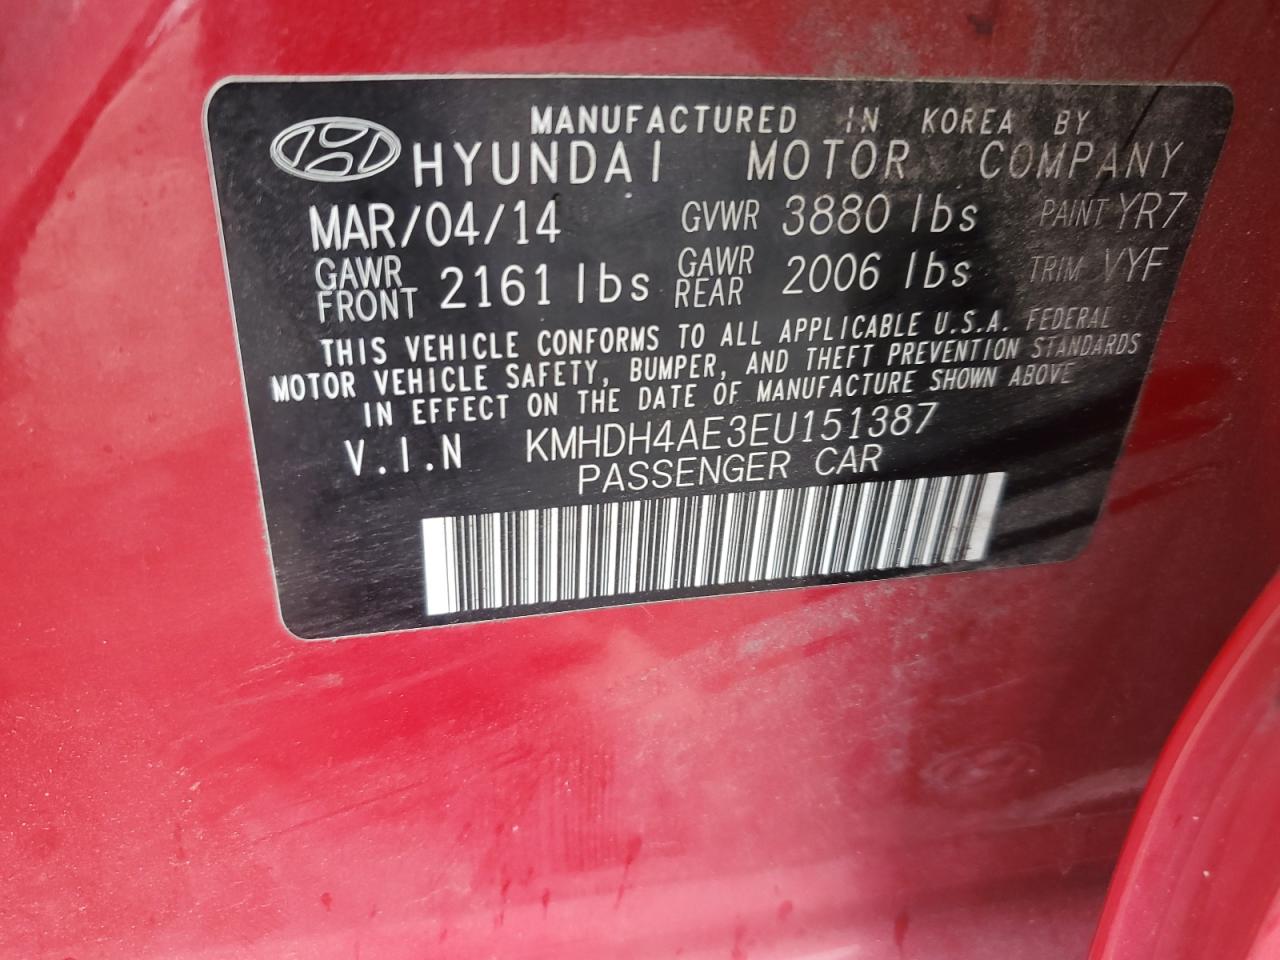 MANUFACTURED IN KOREA BY
HYUNDAI MOTOR COMPANY
MAR/04/14 GVWR 3880 lbs PAINT YR7
GAWR FRONT 2161 lbs GAWR REAR 2006 lbs TRIM VYF
THIS VEHICLE CONFORMS TO ALL APPLICABLE U.S.A. FEDERAL
MOTOR VEHICLE SAFETY, BUMPER, AND THEFT PREVENTION STANDARDS
IN EFFECT ON THE DATE OF MANUFACTURE SHOWN ABOVE
V.I.N KMHDH4AE3EU151387
PASSENGER CAR